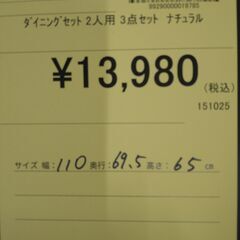 9929000018785
ダイニングセット 2人用 3点セット ナチュラル
¥13,980
(税込)
151025
サイズ 幅: 110 奥行: 69.5 高さ: 65 cm